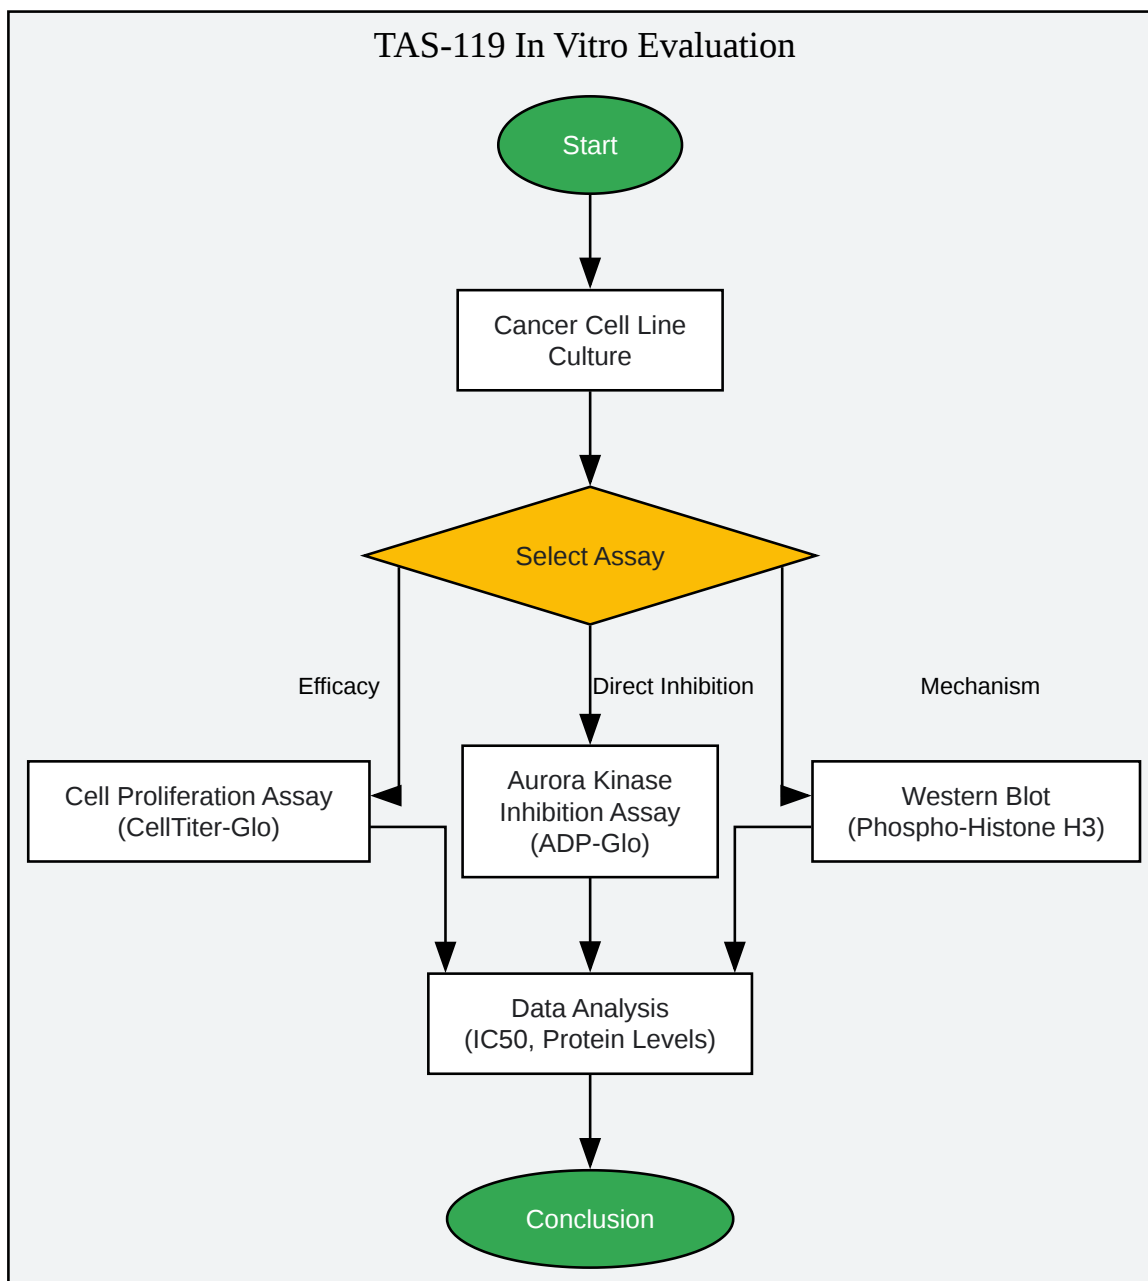 TAS-119 In Vitro Evaluation
Start
Cancer Cell Line
Culture
Select Assay
Efficacy
Direct Inhibition
Mechanism
Cell Proliferation Assay
(CellTiter-Glo)
Aurora Kinase
Inhibition Assay
(ADP-Glo)
Western Blot
(Phospho-Histone H3)
Data Analysis
(IC50, Protein Levels)
Conclusion